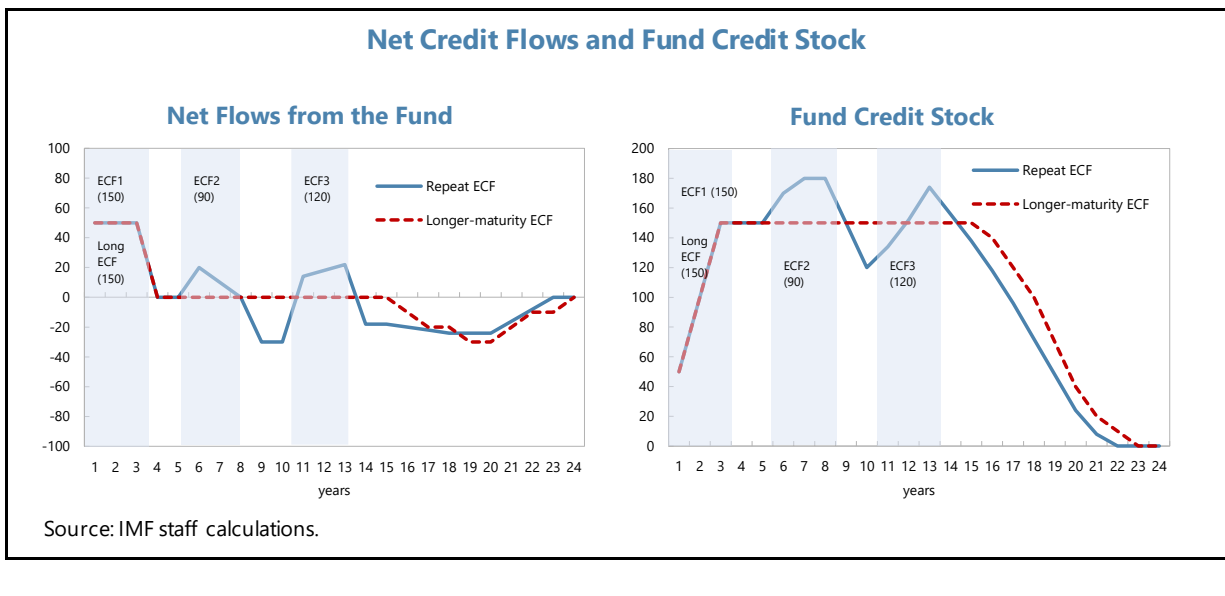 Net Credit Flows and Fund Credit Stock
Net Flows from the Fund
100
80
60
40
20
0
-20
-40
-60
-80
-100
ECF1
(150)
ECF2
(90)
ECF3
(120)
Long
ECF
(150)
Repeat ECF
Longer-maturity ECF
1 2 3 4 5 6 7 8 9 10 11 12 13 14 15 16 17 18 19 20 21 22 23 24
years
Fund Credit Stock
200
180
160
140
120
100
80
60
40
20
0
ECF1 (150)
Long
ECF
(150)
ECF2
(90)
ECF3
(120)
Repeat ECF
Longer-maturity ECF
1 2 3 4 5 6 7 8 9 10 11 12 13 14 15 16 17 18 19 20 21 22 23 24
years
Source: IMF staff calculations.